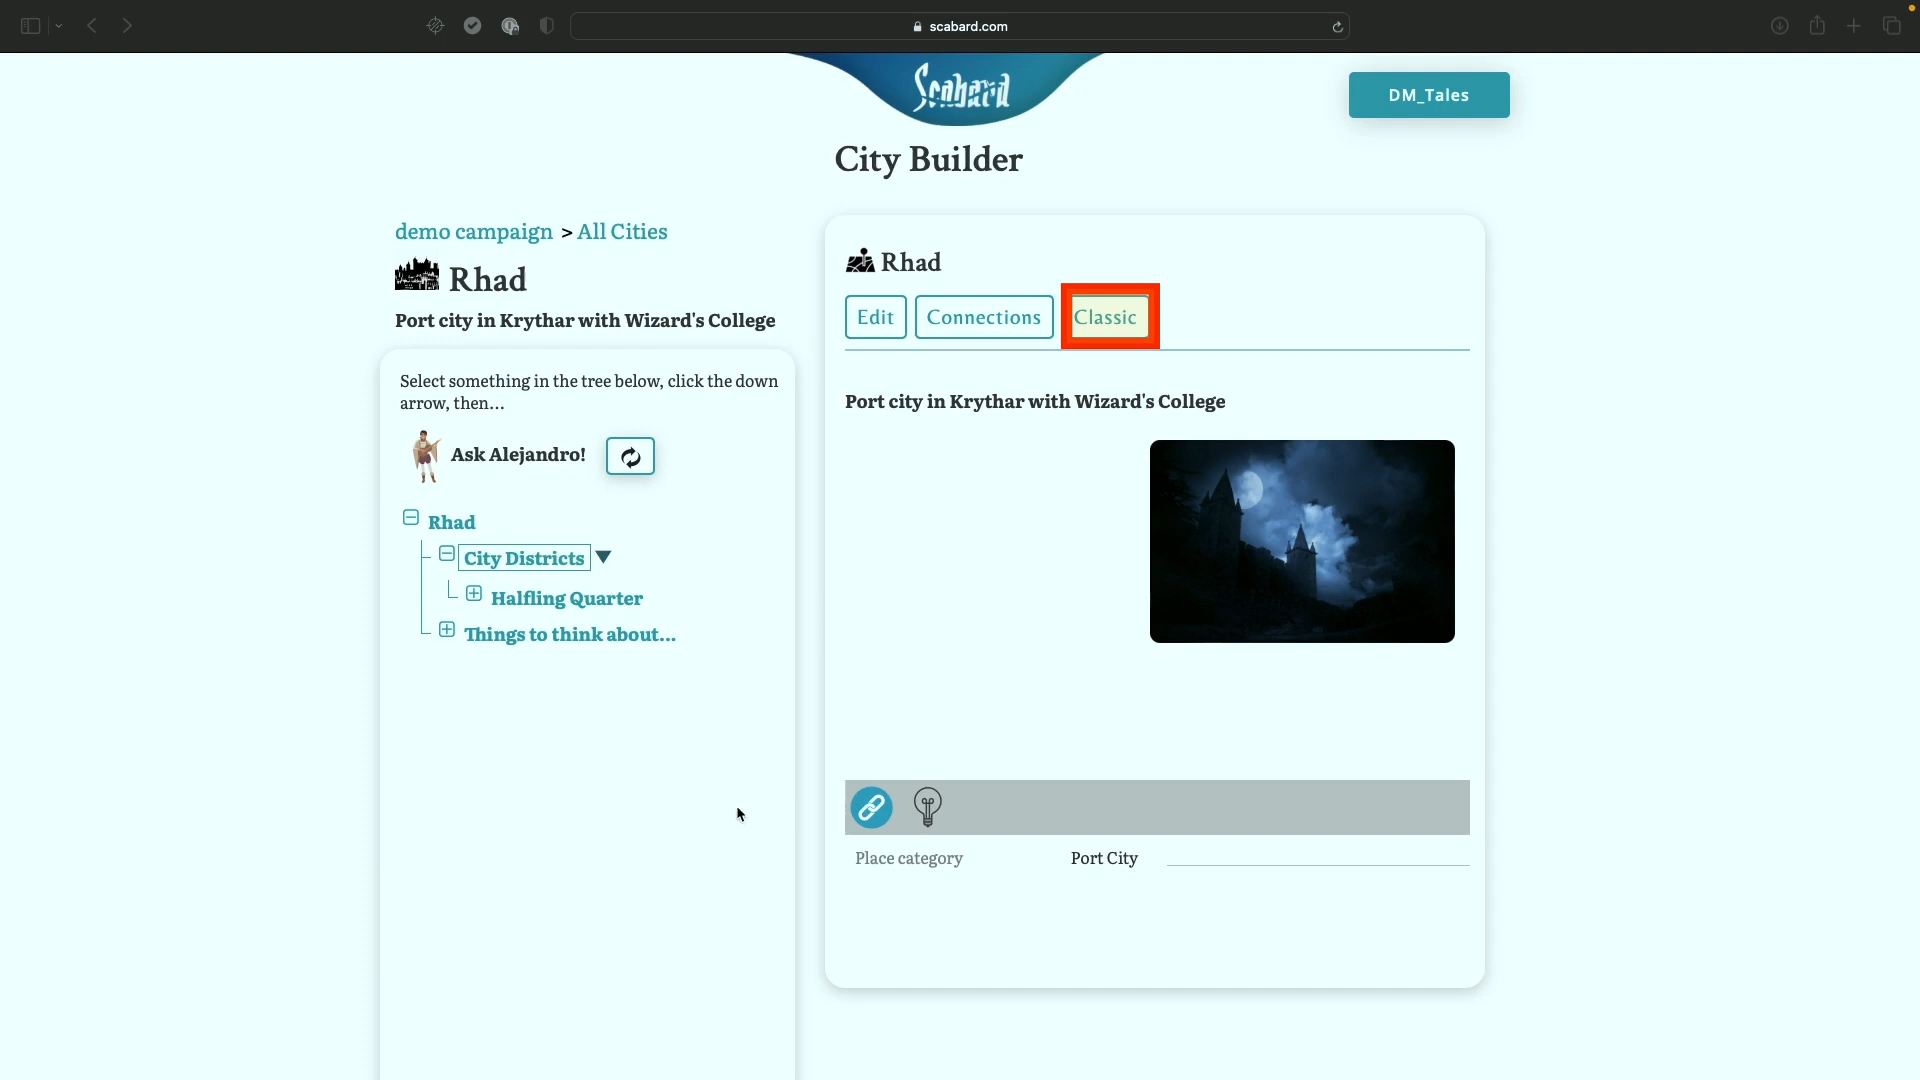 scabard.com
Scabard
DM_Tales
City Builder
demo campaign > All Cities
Rhad
Port city in Krythar with Wizard's College
Select something in the tree below, click the down
arrow, then...
Ask Alejandro!
Rhad
City Districts
Halfling Quarter
Things to think about...
Rhad
Edit
Connections
Classic
Port city in Krythar with Wizard's College
Place category
Port City